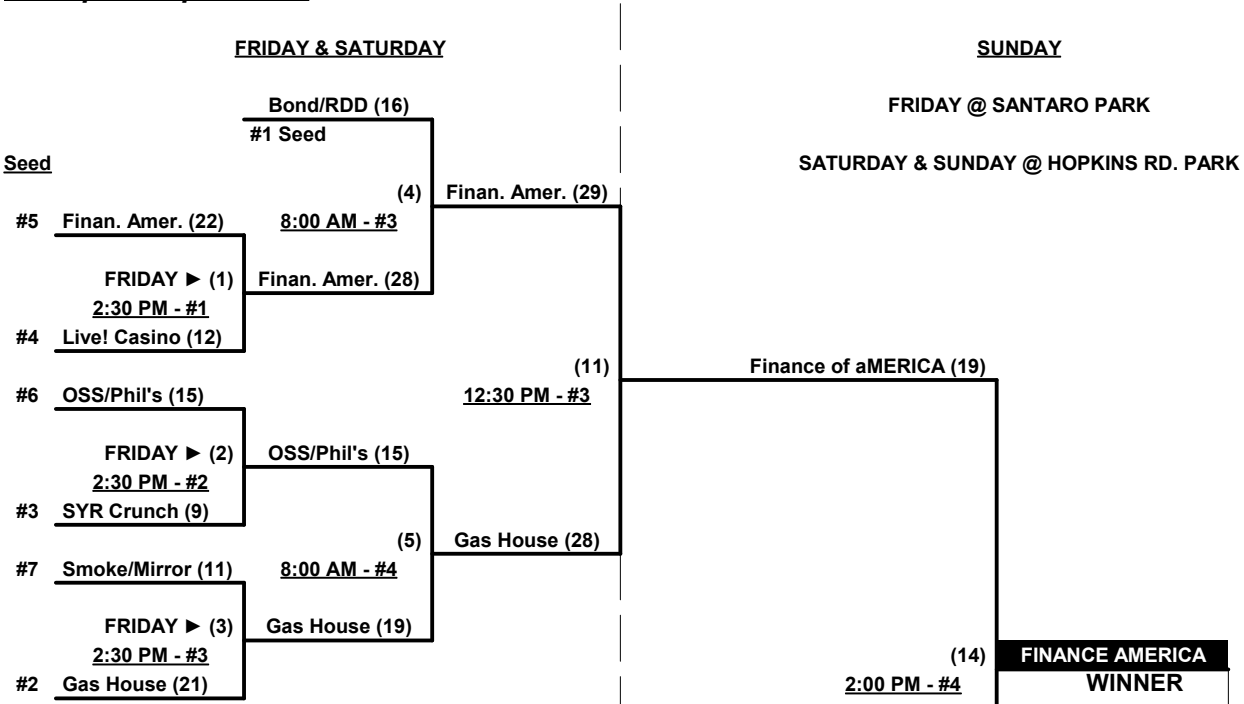 FRIDAY & SATURDAY
SUNDAY
Bond/RDD (16)
FRIDAY @ SANTARO PARK
#1 Seed
Seed
SATURDAY & SUNDAY @ HOPKINS RD. PARK
(4)
Finan. Amer. (29)
#5 Finan. Amer. (22)
8:00 AM - #3
FRIDAY ► (1)
Finan. Amer. (28)
2:30 PM - #1
#4 Live! Casino (12)
(11)
Finance of aMERICA (19)
#6 OSS/Phil's (15)
12:30 PM - #3
FRIDAY ► (2)
OSS/Phil's (15)
2:30 PM - #2
#3 SYR Crunch (9)
(5)
Gas House (28)
#7 Smoke/Mirror (11)
8:00 AM - #4
FRIDAY ► (3)
Gas House (19)
2:30 PM - #3
(14)
FINANCE AMERICA
#2 Gas House (21)
2:00 PM - #4
WINNER